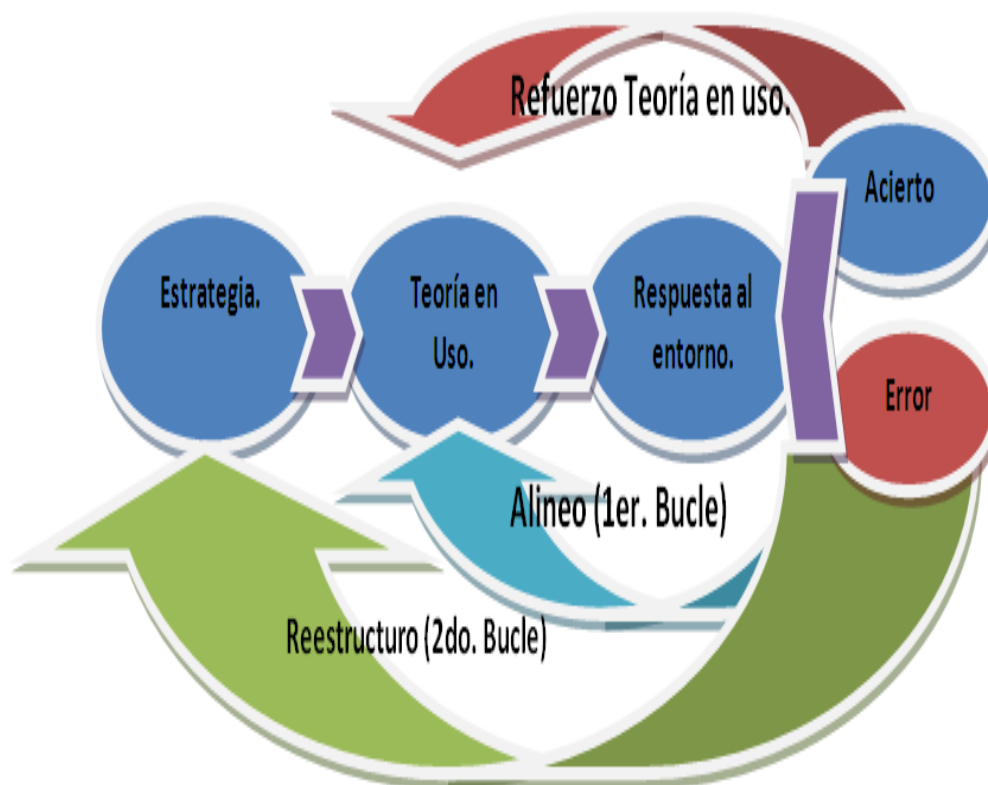 Refuerzo Teoría en uso.
Acierto
Estrategia.
Teoría en
Uso.
Respuesta al
entorno.
Error
Alineo (1er. Bucle)
Reestructuro (2do. Bucle)